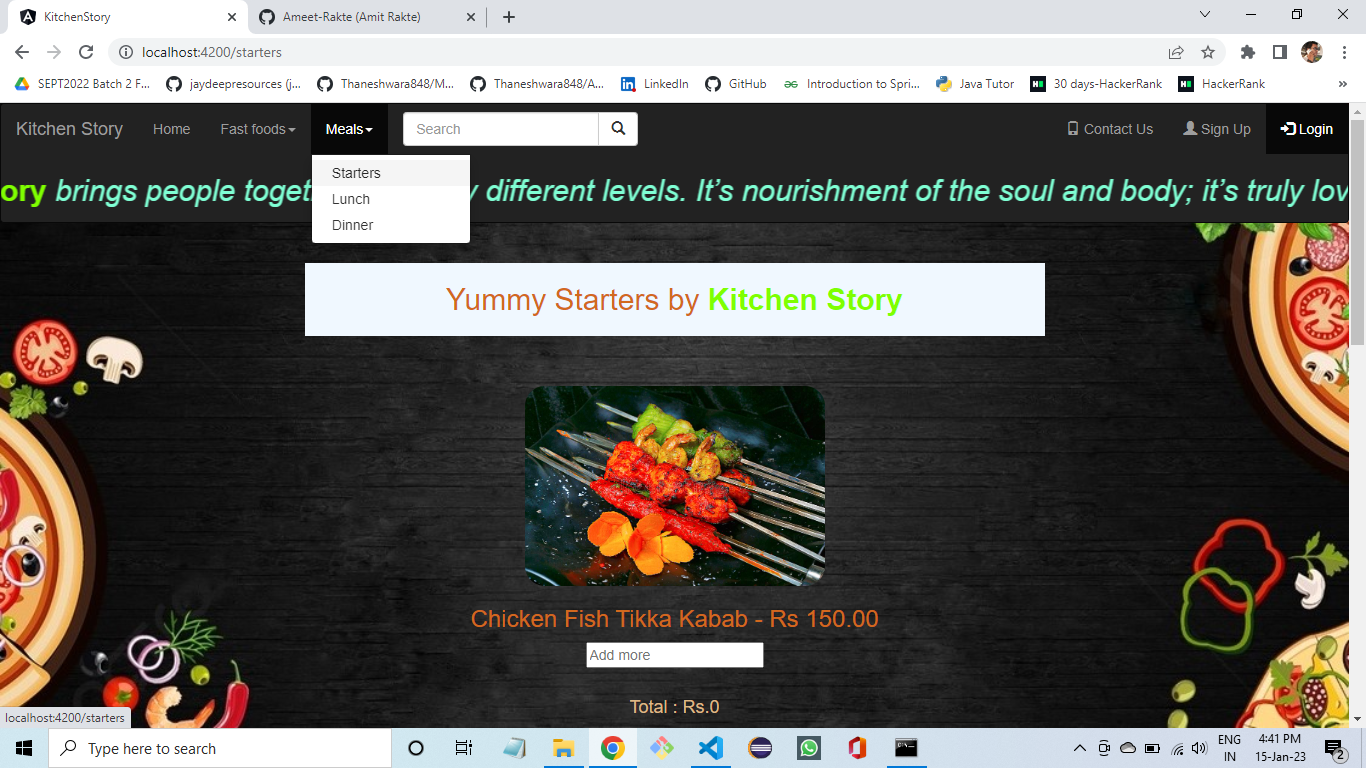 KitchenStory
Ameet-Rakte (Amit Rakte)
localhost:4200/starters
SEPT2022 Batch 2 F...
jaydeepresources (j...
Thaneshwara848/M...
Thaneshwara848/A...
LinkedIn
GitHub
Introduction to Spri...
Java Tutor
30 days-HackerRank
HackerRank
»
Kitchen Story
Home
Fast foods
Meals
Search
Contact Us
Sign Up
Login
Starters
Lunch
Dinner
ory brings people toget y different levels. It’s nourishment of the soul and body; it’s truly lov
Yummy Starters by Kitchen Story
Chicken Fish Tikka Kabab - Rs 150.00
Add more
Total : Rs.0
localhost:4200/starters
Type here to search
ENG
IN
4:41 PM
15-Jan-23
2